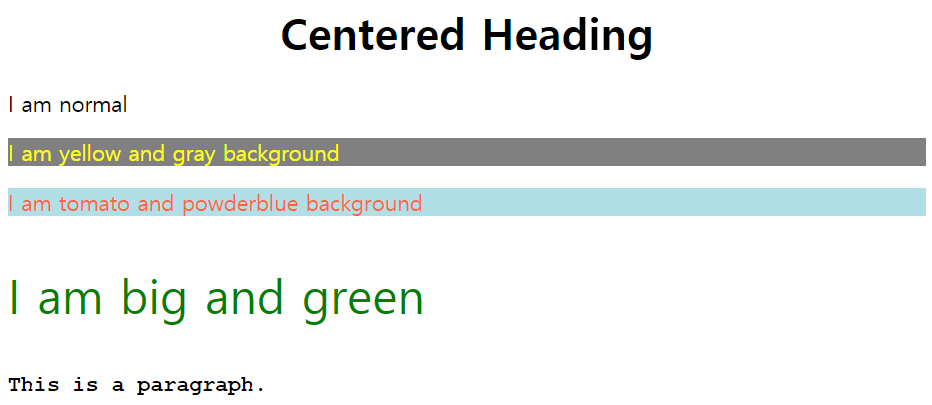 Centered Heading
I am normal
I am yellow and gray background
I am tomato and powderblue background
I am big and green
This is a paragraph.